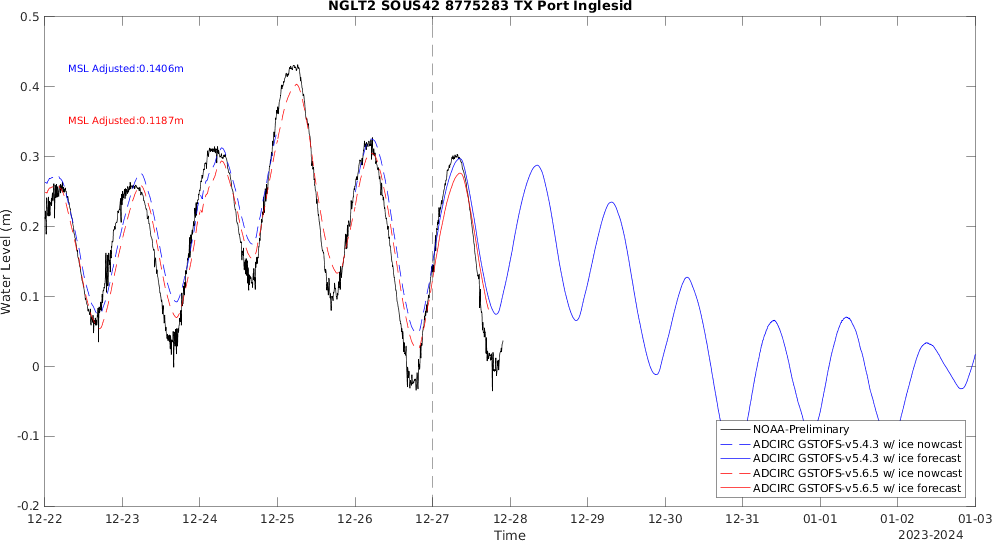 NGLT2 SOUS42 8775283 TX Port Inglesid
0.5
0.4
0.3
0.2
0.1
0
-0.1
-0.2
Water Level (m)
MSL Adjusted:0.1406m
MSL Adjusted:0.1187m
NOAA-Preliminary
ADCIRC GSTOFS-v5.4.3 w/ ice nowcast
ADCIRC GSTOFS-v5.4.3 w/ ice forecast
ADCIRC GSTOFS-v5.6.5 w/ ice nowcast
ADCIRC GSTOFS-v5.6.5 w/ ice forecast
12-22 12-23 12-24 12-25 12-26 12-27 12-28 12-29 12-30 12-31 01-01 01-02 01-03
Time
2023-2024